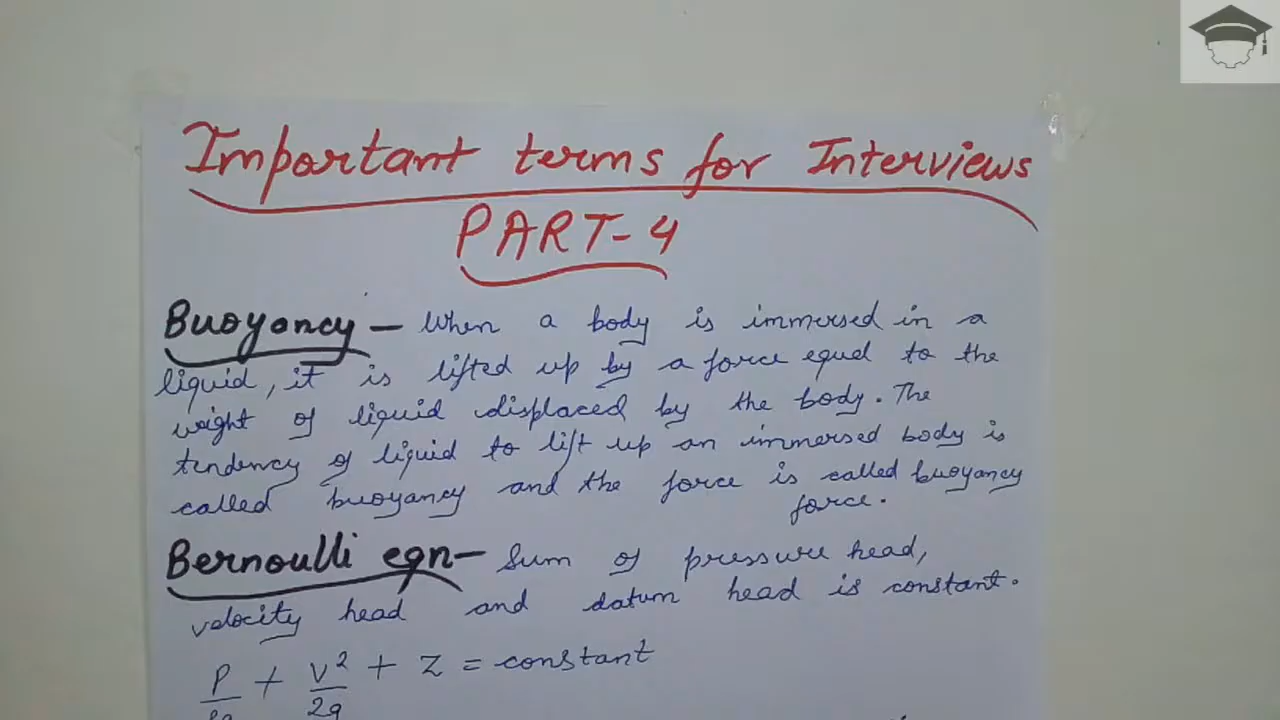 Important terms for Interviews
PART-4
Buoyancy - When a body is immersed in a
liquid, it is lifted up by a force equal to the
weight of liquid displaced by the body. The
tendency of liquid to lift up an immersed body is
called buoyancy and the force is called buoyancy
force.
Bernoulli eqn- Sum of pressure head,
velocity head and datum head is constant.
P/ρg + V²/2g + Z = constant